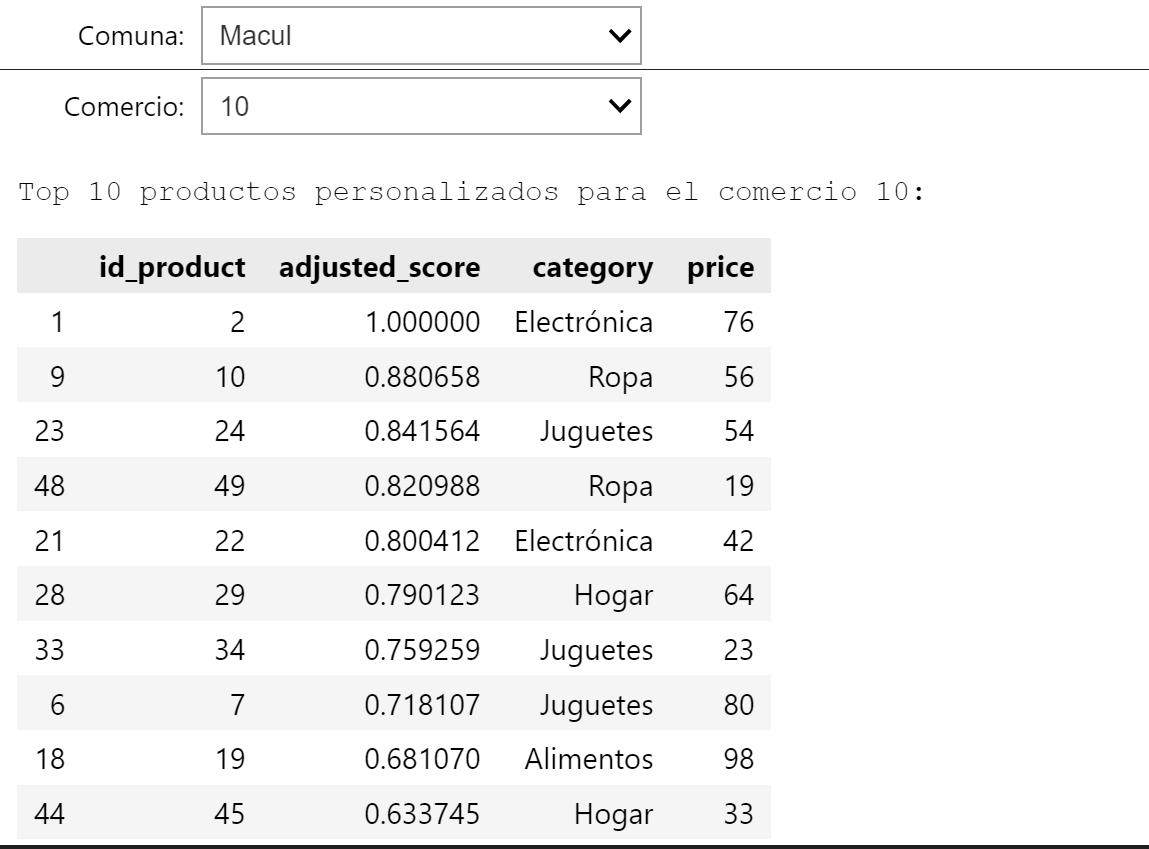 Comuna: Macul
Comercio: 10
Top 10 productos personalizados para el comercio 10:
id_product adjusted_score category price
1 2 1.000000 Electrónica 76
9 10 0.880658 Ropa 56
23 24 0.841564 Juguetes 54
48 49 0.820988 Ropa 19
21 22 0.800412 Electrónica 42
28 29 0.790123 Hogar 64
33 34 0.759259 Juguetes 23
6 7 0.718107 Juguetes 80
18 19 0.681070 Alimentos 98
44 45 0.633745 Hogar 33